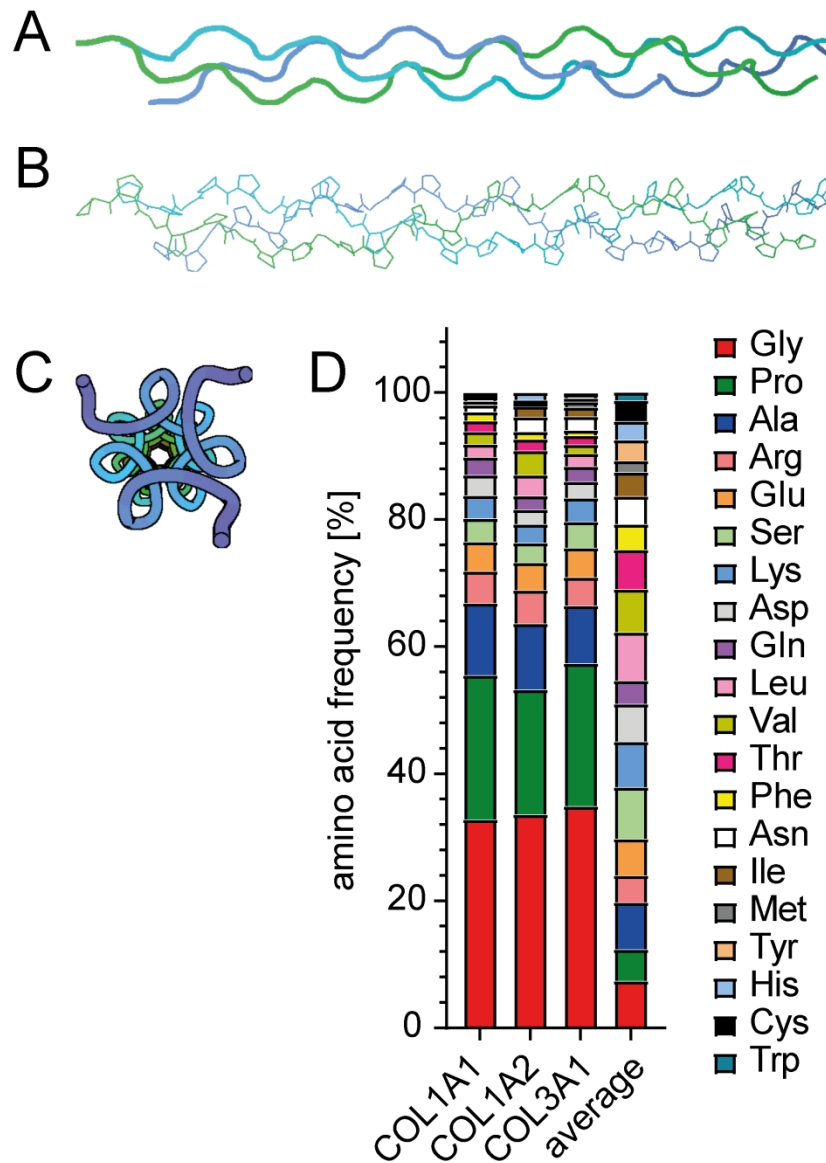 A
B
C
D
amino acid frequency [%]
100
80
60
40
20
0
COL1A1
COL1A2
COL3A1
average
Gly
Pro
Ala
Arg
Glu
Ser
Lys
Asp
Gln
Leu
Val
Thr
Phe
Asn
Ile
Met
Tyr
His
Cys
Trp